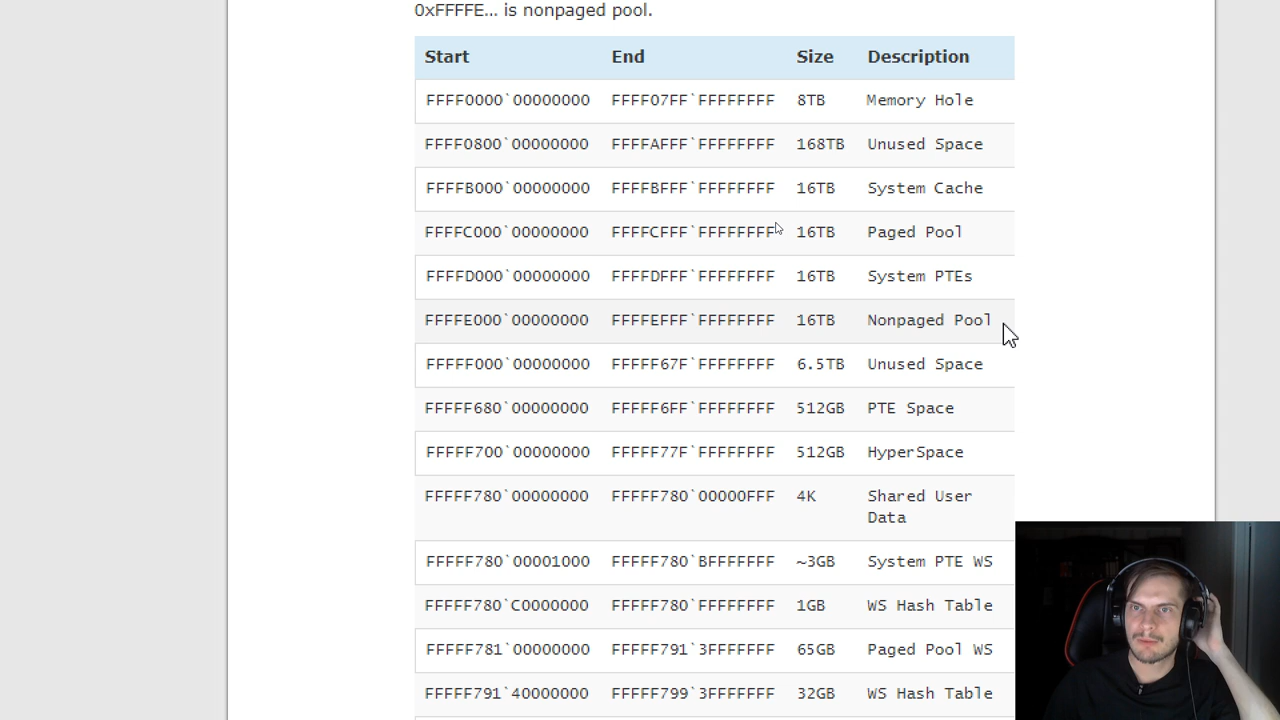 0xFFFFE... is nonpaged pool.
Start End Size Description
FFFF0000`00000000 FFFF07FF`FFFFFFFF 8TB Memory Hole
FFFF0800`00000000 FFFFAFFF`FFFFFFFF 168TB Unused Space
FFFFB000`00000000 FFFFBFFF`FFFFFFFF 16TB System Cache
FFFFC000`00000000 FFFFCFFF`FFFFFFFF 16TB Paged Pool
FFFFD000`00000000 FFFFDFFF`FFFFFFFF 16TB System PTEs
FFFFE000`00000000 FFFFEFFF`FFFFFFFF 16TB Nonpaged Pool
FFFFF000`00000000 FFFFF67F`FFFFFFFF 6.5TB Unused Space
FFFFF680`00000000 FFFFF6FF`FFFFFFFF 512GB PTE Space
FFFFF700`00000000 FFFFF77F`FFFFFFFF 512GB HyperSpace
FFFFF780`00000000 FFFFF780`00000FFF 4K Shared User
Data
FFFFF780`00001000 FFFFF780`BFFFFFFF ~3GB System PTE WS
FFFFF780`C0000000 FFFFF780`FFFFFFFF 1GB WS Hash Table
FFFFF781`00000000 FFFFF791`3FFFFFFF 65GB Paged Pool WS
FFFFF791`40000000 FFFFF799`3FFFFFFF 32GB WS Hash Table